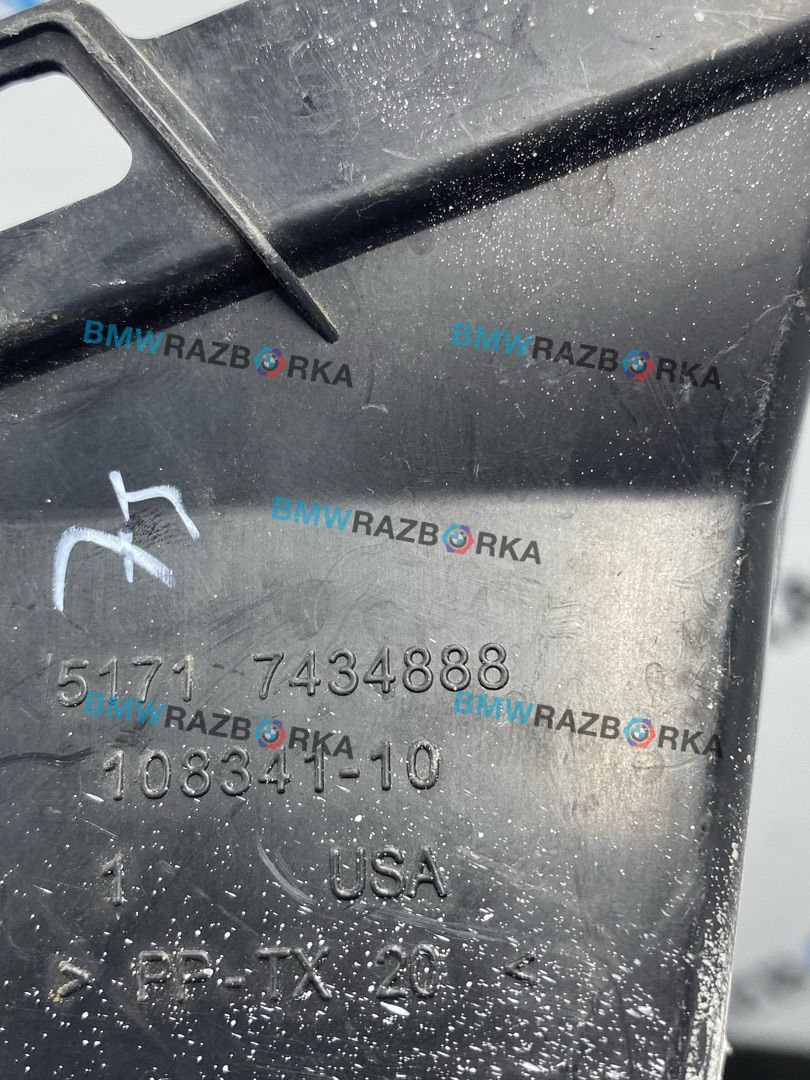 BMWRAZBORKA
BMWRAZBORKA
BMWRAZBORKA
5171 7434888
BMWRAZBORKA
BMWRAZBORKA
108341-10
1 USA
> PP-TX 20 <